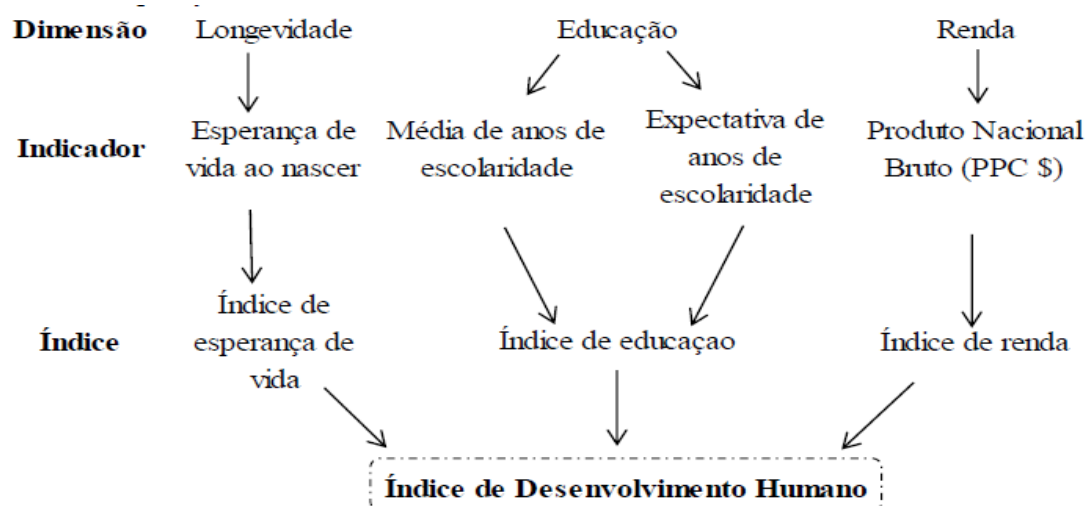 Dimensão Longevidade Educação Renda
Indicador
Esperança de
vida ao nascer
Média de anos de
escolaridade
Expectativa de
anos de
escolaridade
Produto Nacional
Bruto (PPC $)
Índice
Índice de
esperança de
vida
Índice de educaçao
Índice de renda
Índice de Desenvolvimento Humano